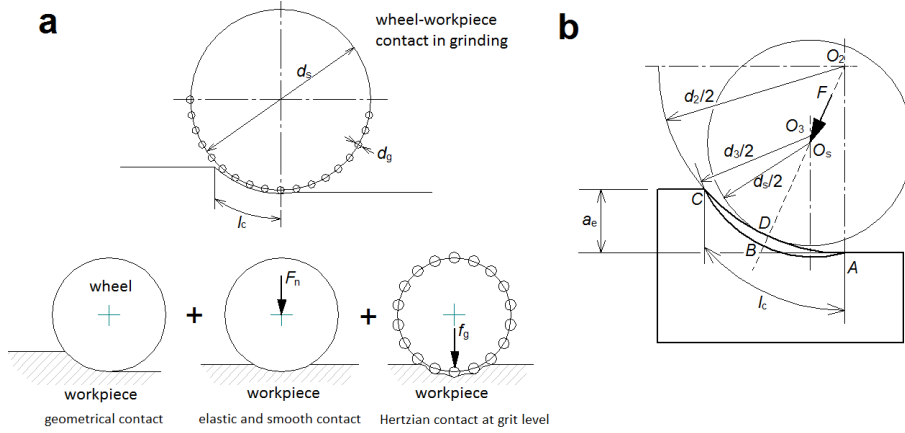 a
wheel-workpiece
contact in grinding
ds
dg
lc
wheel
+
Fn
+
fg
workpiece
workpiece
workpiece
geometrical contact
elastic and smooth contact
Hertzian contact at grit level
b
O2
d2/2
F
O3
d3/2
Os
ds/2
C
ae
D
B
A
lc